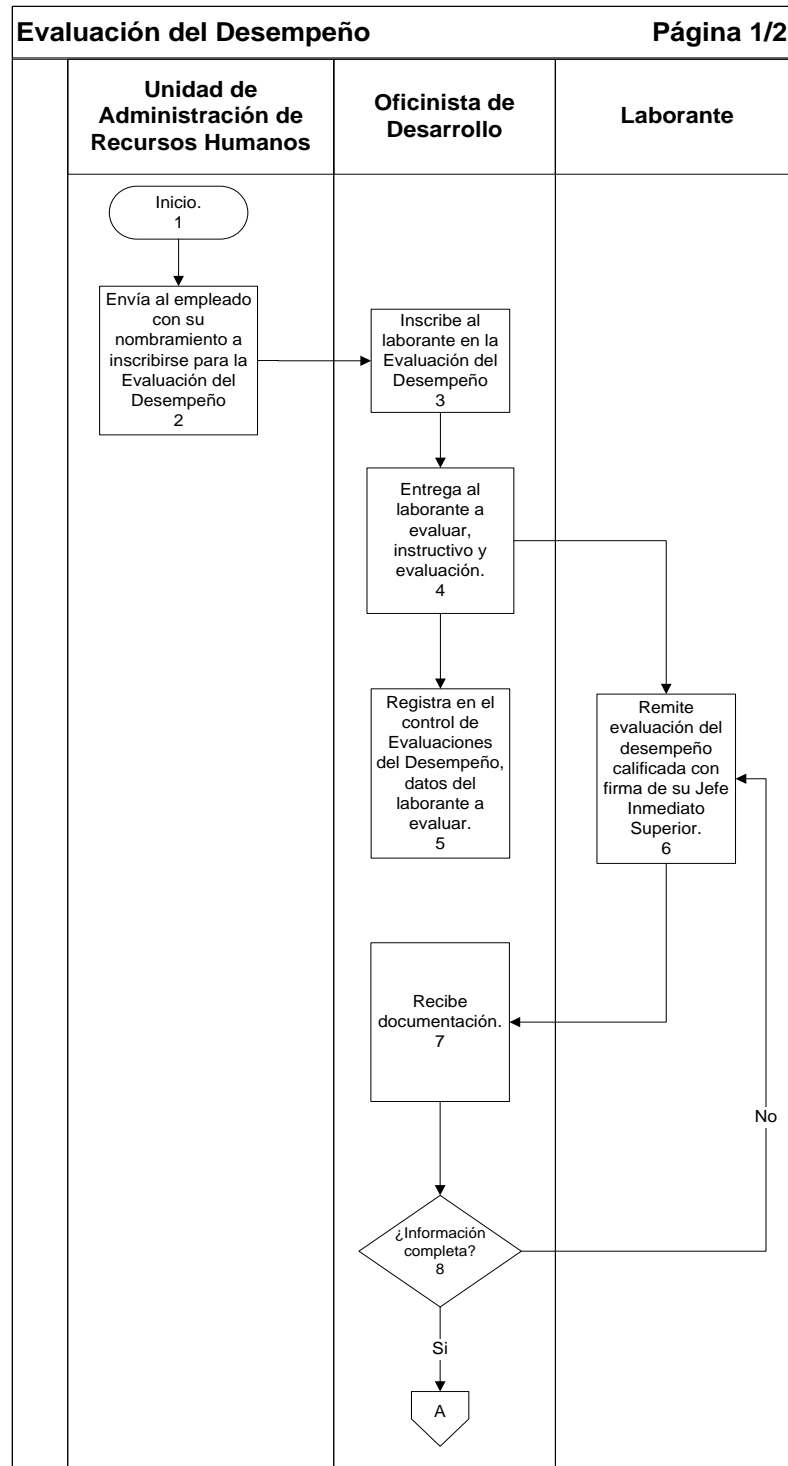 Evaluación del Desempeño
Página 1/2
Unidad de
Administración de
Recursos Humanos
Oficinista de
Desarrollo
Laborante
Inicio.
1
Envía al empleado
con su
nombramiento a
inscribirse para la
Evaluación del
Desempeño
2
Inscribe al
laborante en la
Evaluación del
Desempeño
3
Entrega al
laborante a
evaluar,
instructivo y
evaluación.
4
Registra en el
control de
Evaluaciones
del Desempeño,
datos del
laborante a
evaluar.
5
Remite
evaluación del
desempeño
calificada con
firma de su Jefe
Inmediato
Superior.
6
Recibe
documentación.
7
No
¿Información
completa?
8
Si
A